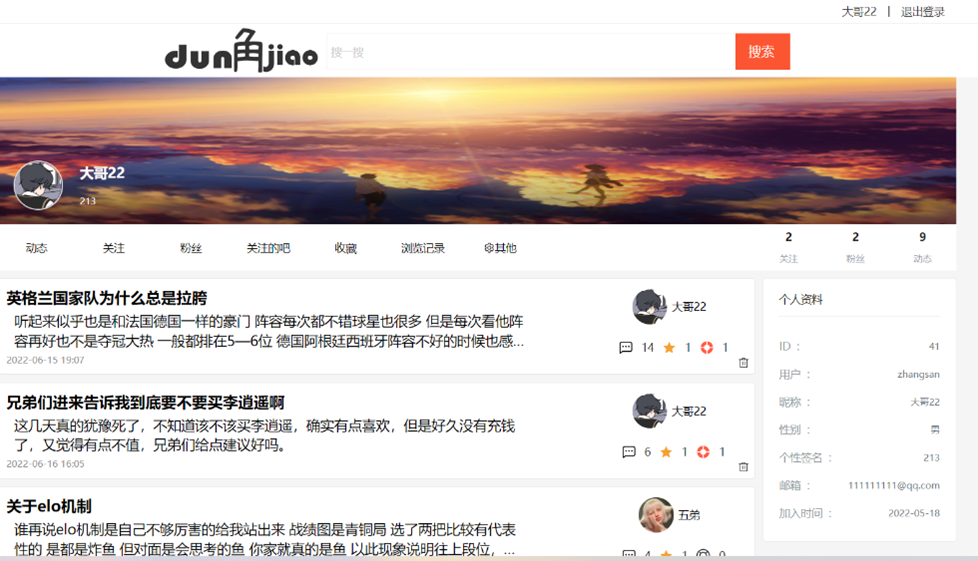 大哥22 | 退出登录
dun角jiao 搜一搜 搜索
大哥22
213
动态 关注 粉丝 关注的吧 收藏 浏览记录 其他
2 2 9
关注 粉丝 动态
英格兰国家队为什么总是拉胯
听起来似乎也是和法国德国一样的豪门 阵容每次都不错球星也很多 但是每次看他阵
容再好也不是夺冠大热 一般都排在5—6位 德国阿根廷西班牙阵容不好的时候也感...
2022-06-15 19:07
大哥22
14 1 1
兄弟们进来告诉我到底要不要买李逍遥啊
这几天真的犹豫死了，不知道该不该买李逍遥，确实有点喜欢，但是好久没有充钱
了，又觉得有点不值，兄弟们给点建议好吗。
2022-06-16 16:05
大哥22
6 1 1
关于elo机制
谁再说elo机制是自己不够厉害的给我站出来 战绩图是青铜局 选了两把比较有代表
性的 是都是炸鱼 但对面是会思考的鱼 你家就真的是鱼 以此现象说明往上段位，...
五弟
4 1 0
个人资料
ID： 41
用户： zhangsan
昵称： 大哥22
性别： 男
个性签名： 213
邮箱： 111111111@qq.com
加入时间： 2022-05-18